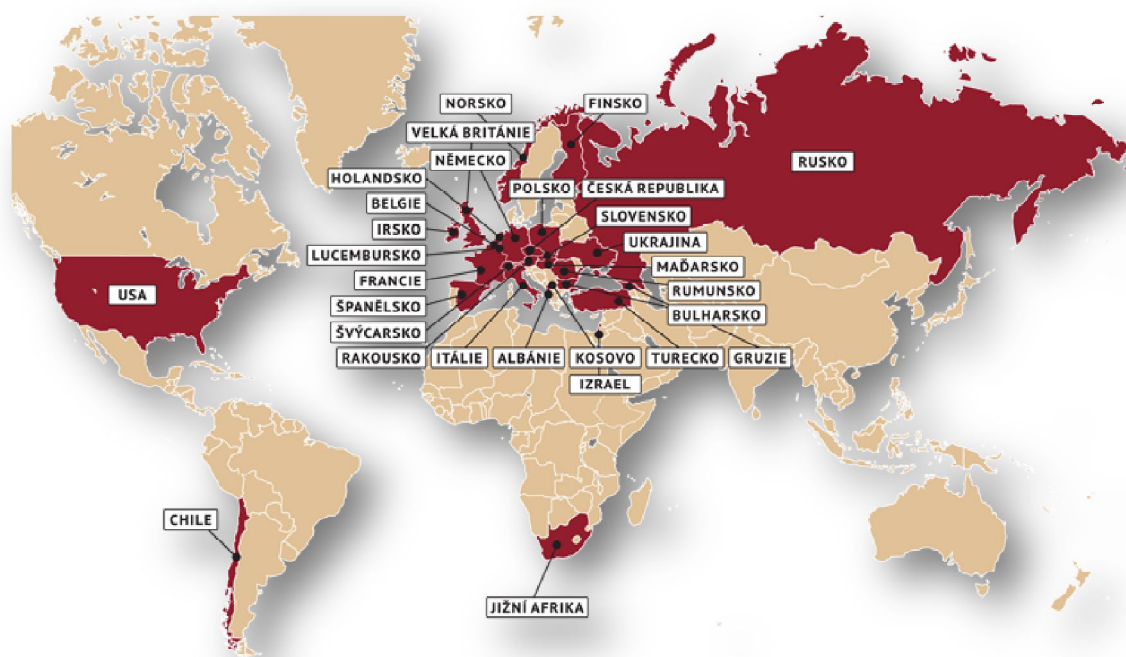 NORSKO
FINSKO
VELKÁ BRITÁNIE
NĚMECKO
RUSKO
HOLANDSKO
POLSKO
ČESKÁ REPUBLIKA
BELGIE
SLOVENSKO
IRSKO
UKRAJINA
LUCEMBURSKO
MAĎARSKO
FRANCIE
RUMUNSKO
USA
ŠPANĚLSKO
BULHARSKO
ŠVÝCARSKO
RAKOUSKO
ITÁLIE
ALBÁNIE
KOSOVO
TURECKO
GRUZIE
IZRAEL
CHILE
JIŽNÍ AFRIKA